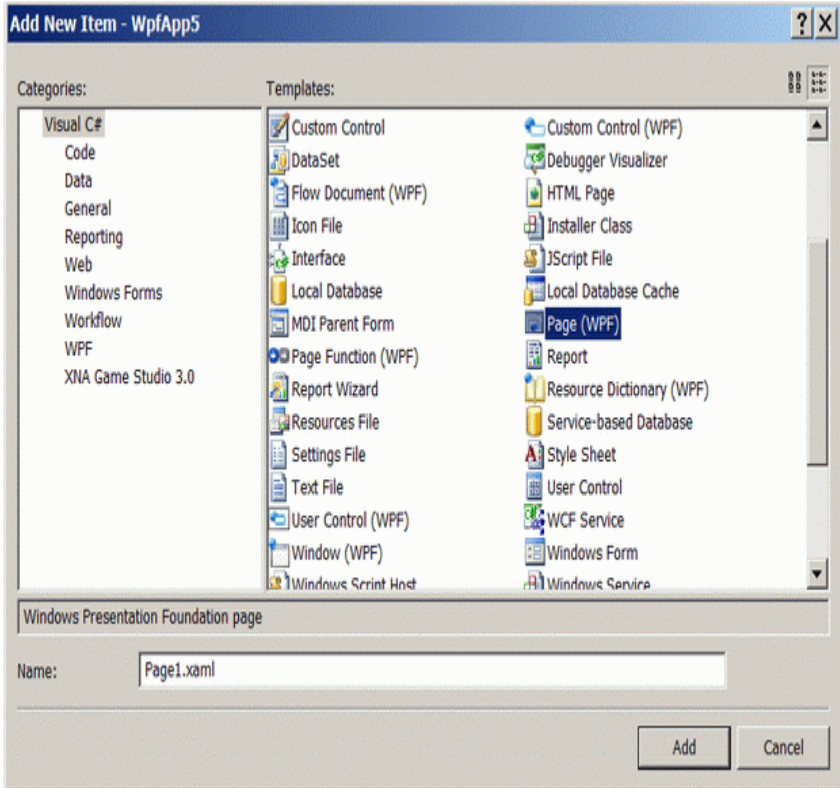 Add New Item - WpfApp5
Categories:
Templates:
Visual C#
Code
Data
General
Reporting
Web
Windows Forms
Workflow
WPF
XNA Game Studio 3.0
Custom Control
Custom Control (WPF)
DataSet
Debugger Visualizer
Flow Document (WPF)
HTML Page
Icon File
Installer Class
Interface
JScript File
Local Database
Local Database Cache
MDI Parent Form
Page (WPF)
Page Function (WPF)
Report
Report Wizard
Resource Dictionary (WPF)
Resources File
Service-based Database
Settings File
Style Sheet
Text File
User Control
User Control (WPF)
WCF Service
Window (WPF)
Windows Form
Windows Script Host
Windows Service
Windows Presentation Foundation page
Name:
Page1.xaml
Add
Cancel